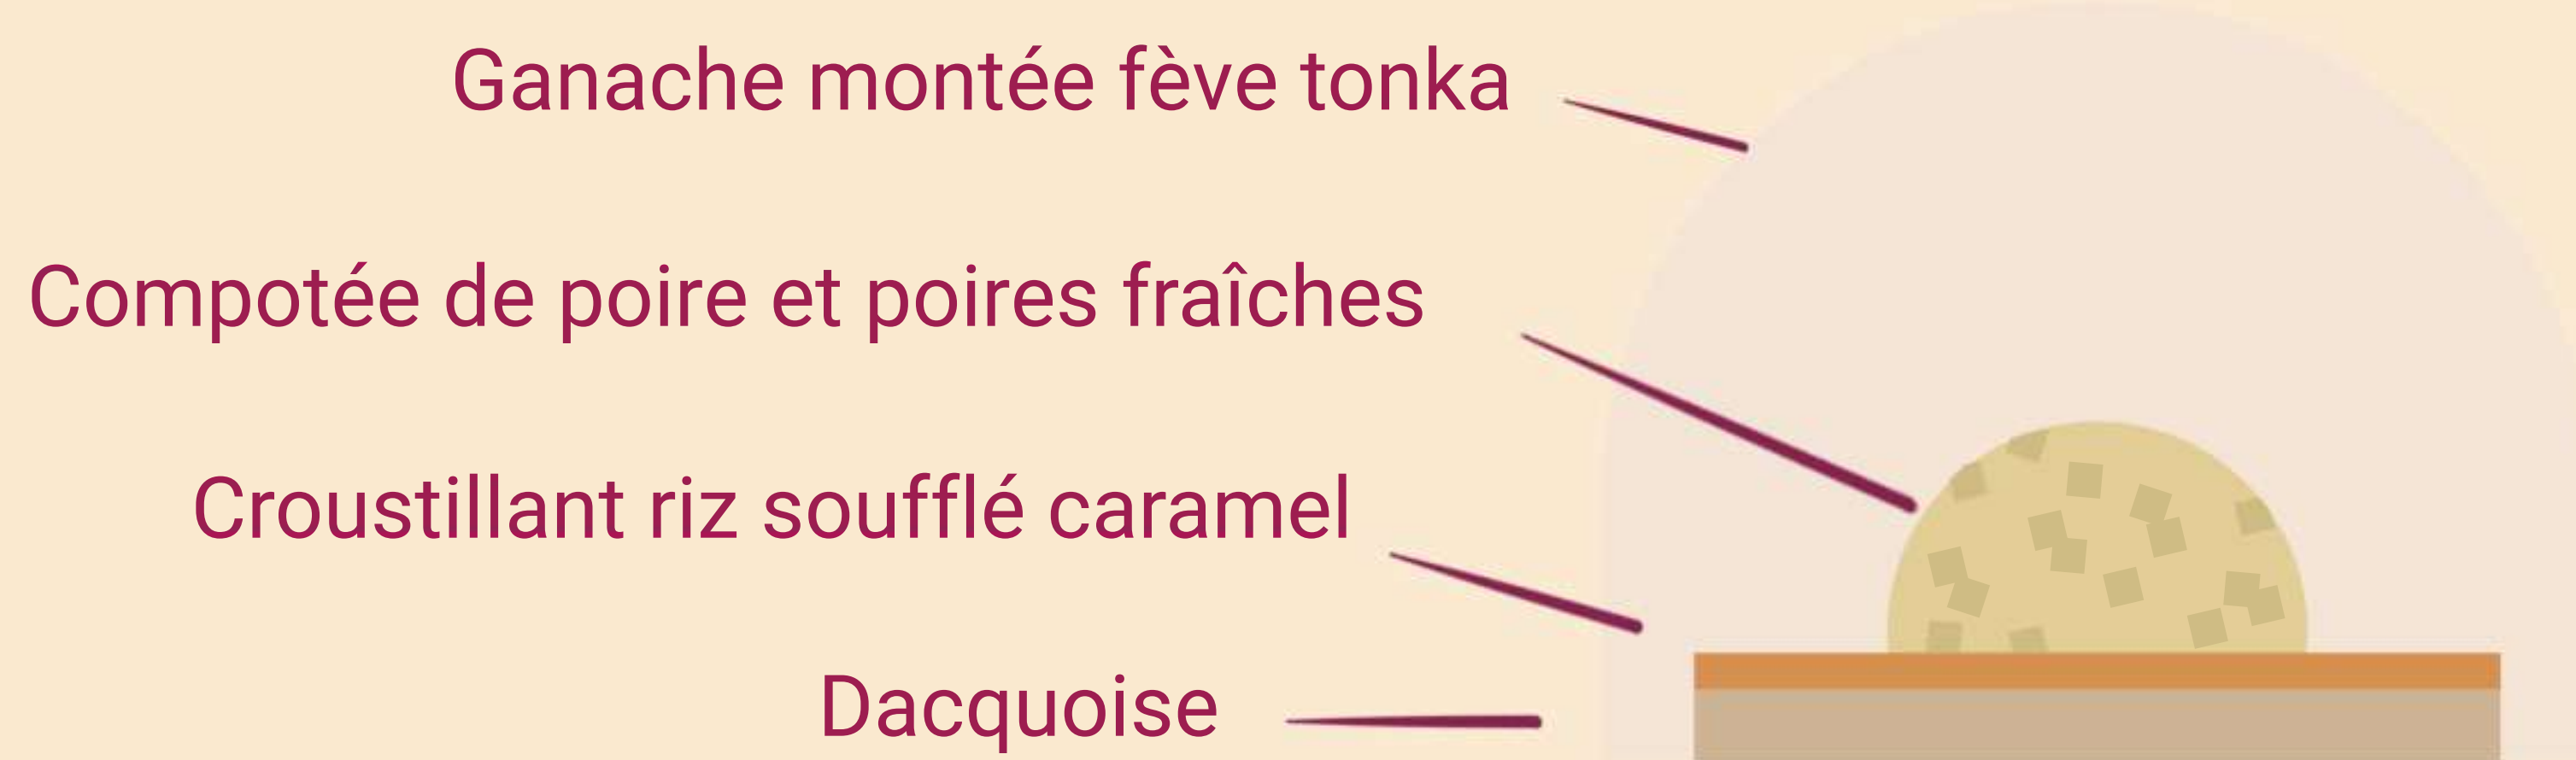 Ganache montée fève tonka
Compotée de poire et poires fraîches
Croustillant riz soufflé caramel
Dacquoise